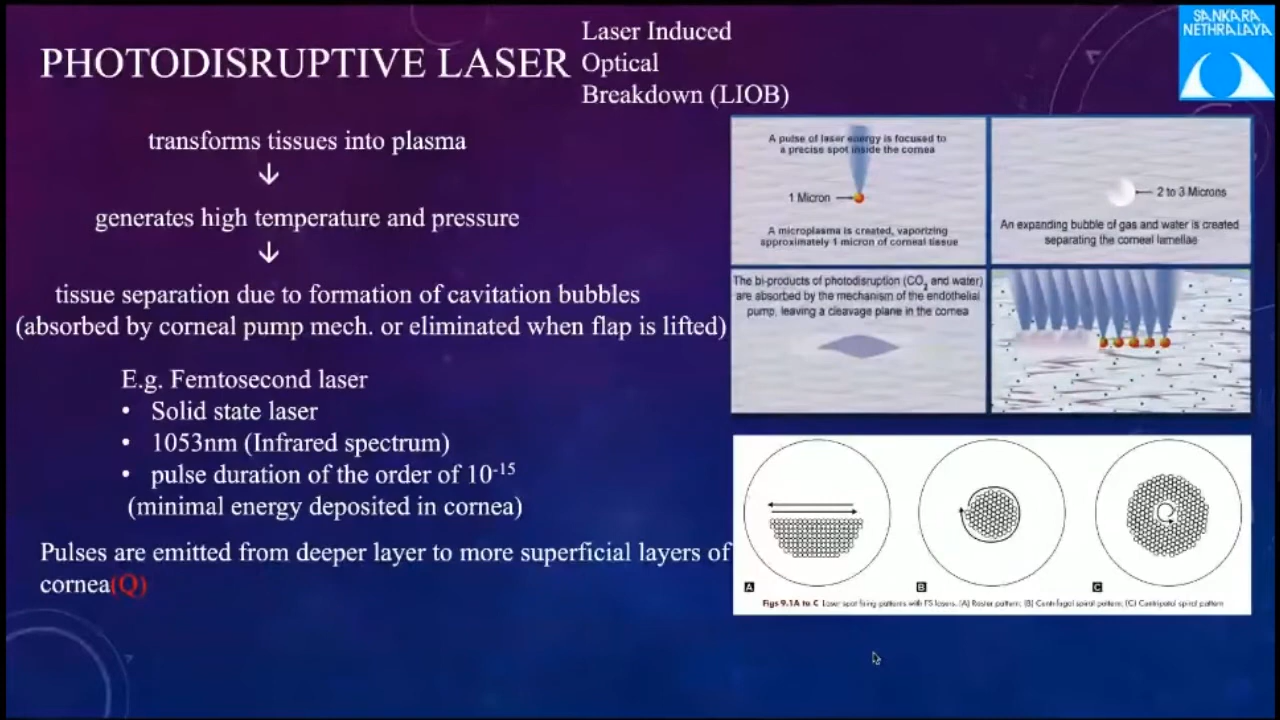 PHOTODISRUPTIVE LASER
Laser Induced
Optical
Breakdown (LIOB)
SANKARA
NETHRALAYA
transforms tissues into plasma
↓
generates high temperature and pressure
↓
tissue separation due to formation of cavitation bubbles
(absorbed by corneal pump mech. or eliminated when flap is lifted)
E.g. Femtosecond laser
• Solid state laser
• 1053nm (Infrared spectrum)
• pulse duration of the order of 10⁻¹⁵
(minimal energy deposited in cornea)
Pulses are emitted from deeper layer to more superficial layers of
cornea(Q)
A pulse of laser energy is focused to
a precise spot inside the cornea
1 Micron
A microplasma is created, vaporizing
approximately 1 micron of corneal tissue
2 to 3 Microns
An expanding bubble of gas and water is created
separating the corneal lamellae
The bi-products of photodisruption (CO₂ and water)
are absorbed by the mechanism of the endothelial
pump, leaving a cleavage plane in the cornea
A
B
C
Figs 9.1A to C Laser spot firing patterns with FS lasers. (A) Raster pattern; (B) Centrifugal spiral pattern; (C) Centripetal spiral pattern